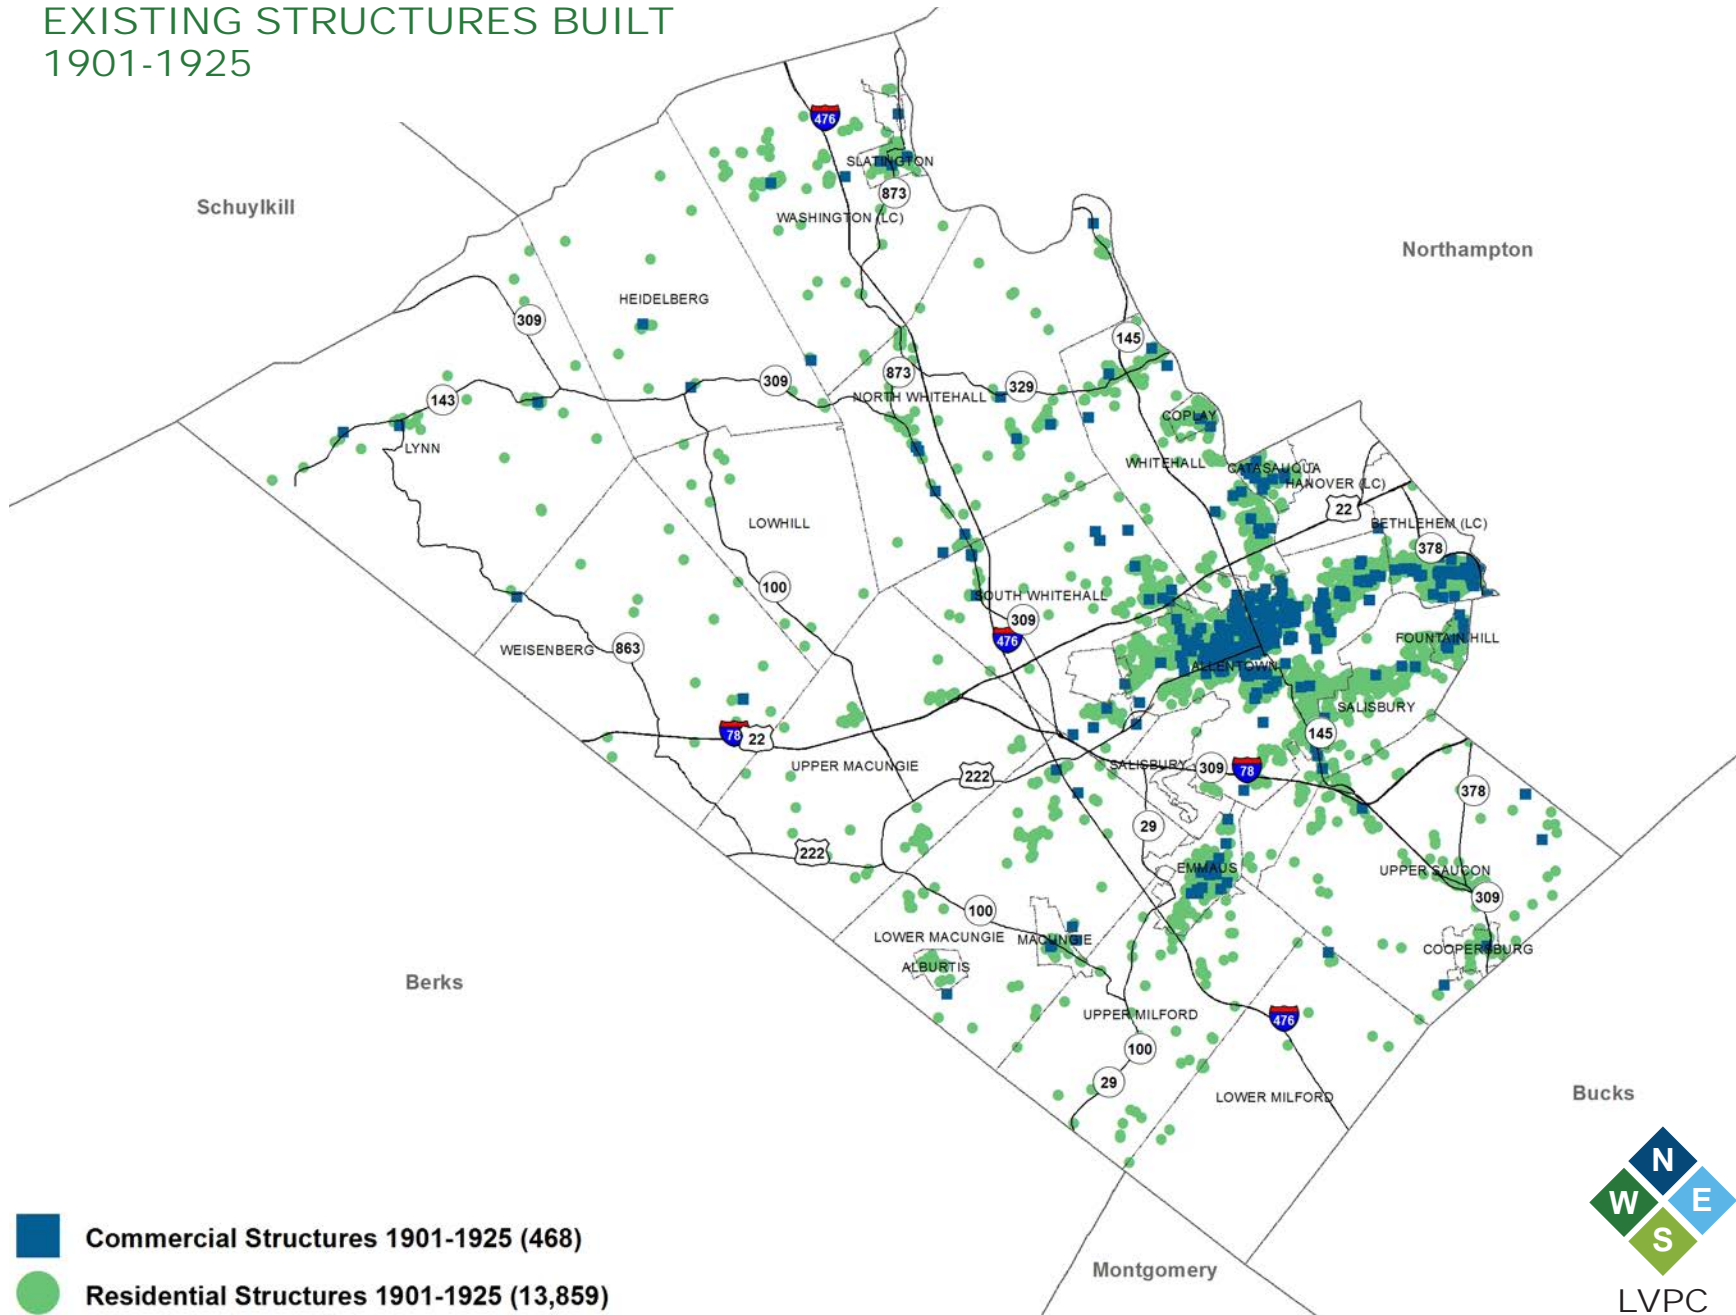 EXISTING STRUCTURES BUILT
1901-1925
476
SLATINGTON
873
WASHINGTON (LC)
Schuylkill
Northampton
HEIDELBERG
309
145
309
873
329
143
NORTH WHITEHALL
COPLAY
LYNN
WHITEHALL
CATASAUQUA
HANOVER (LC)
22
LOWHILL
BETHLEHEM (LC)
378
100
SOUTH WHITEHALL
309
476
WEISENBERG
863
FOUNTAIN HILL
ALLENTOWN
SALISBURY
78
22
145
UPPER MACUNGIE
222
SALISBURY
309
78
378
29
222
EMMAUS
UPPER SAUCON
309
100
LOWER MACUNGIE
MACUNGIE
COOPERSBURG
ALBURTIS
Berks
UPPER MILFORD
476
100
29
LOWER MILFORD
Bucks
N
W
E
S
LVPC
Commercial Structures 1901-1925 (468)
Montgomery
Residential Structures 1901-1925 (13,859)